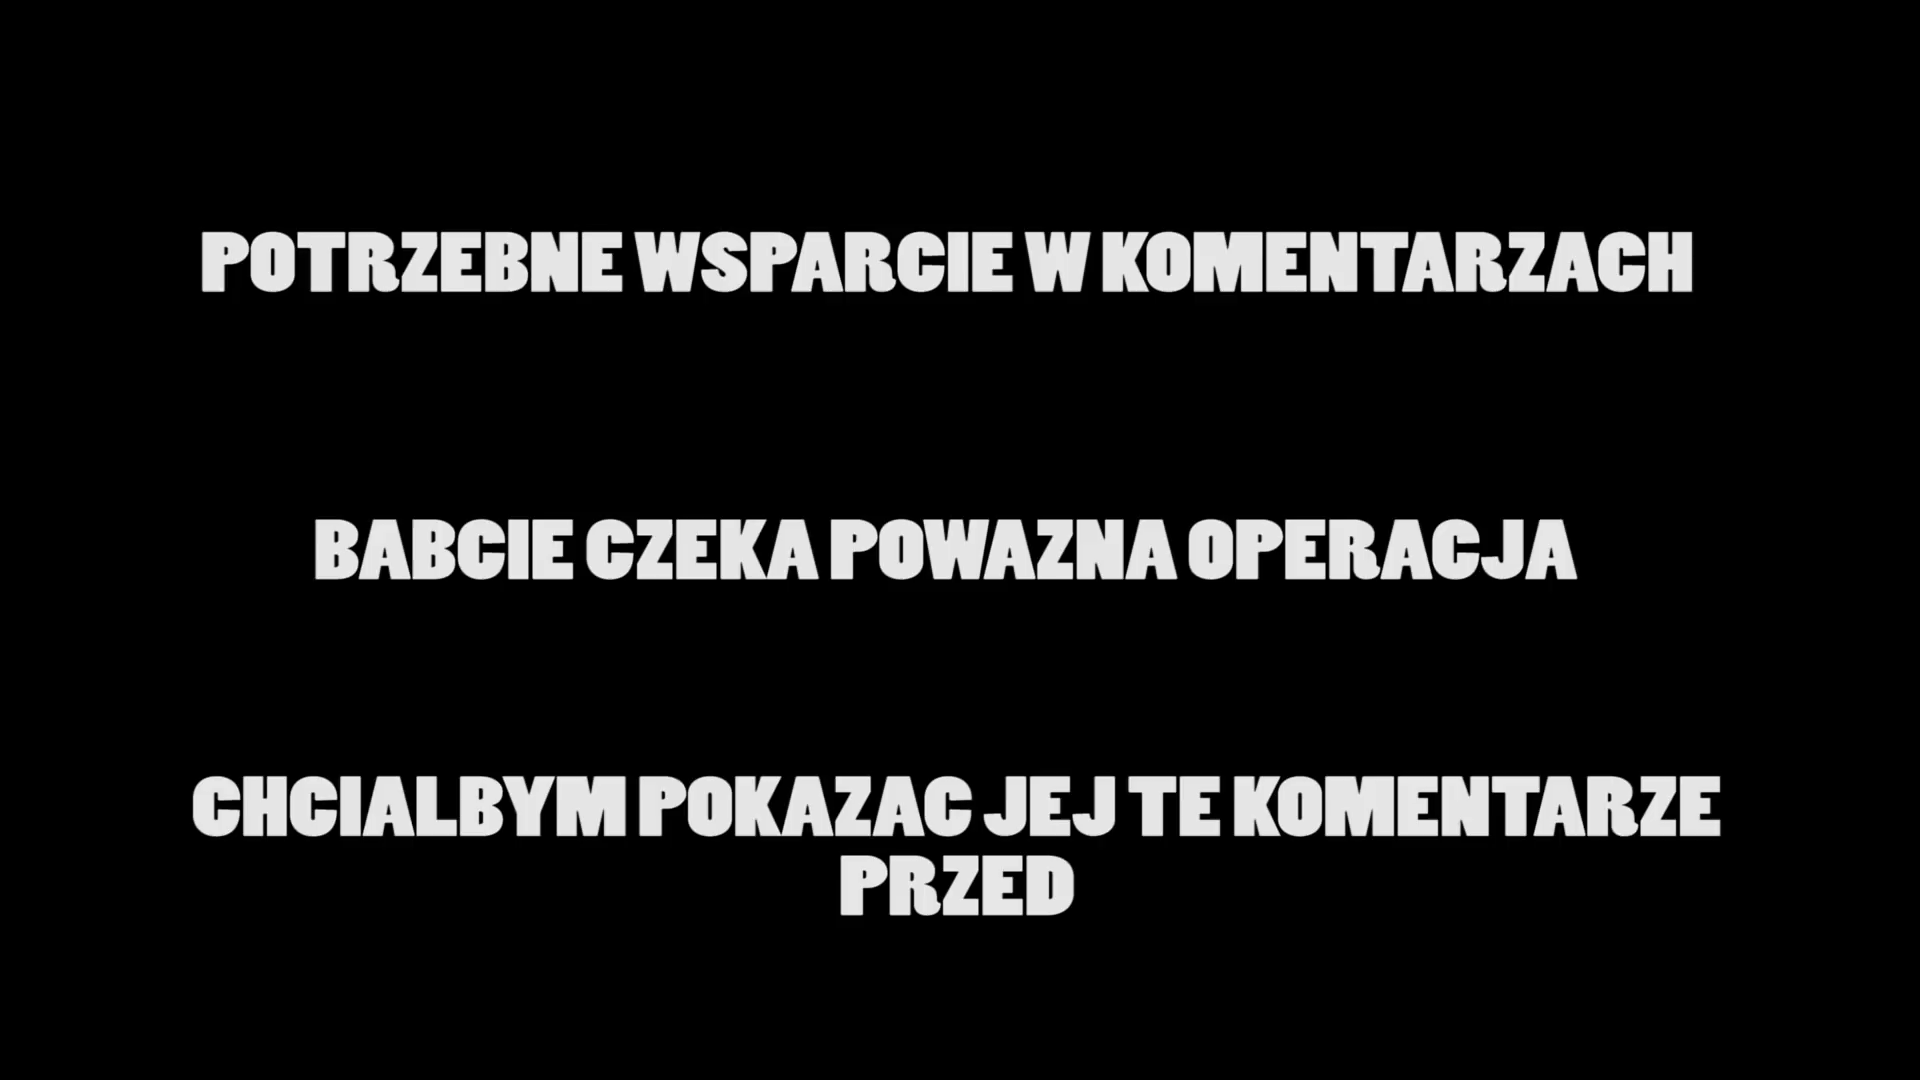 POTRZEBNE WSPARCIE W KOMENTARZACH
BABCIE CZEKA POWAZNA OPERACJA
CHCIALBYM POKAZAC JEJ TE KOMENTARZE
PRZED